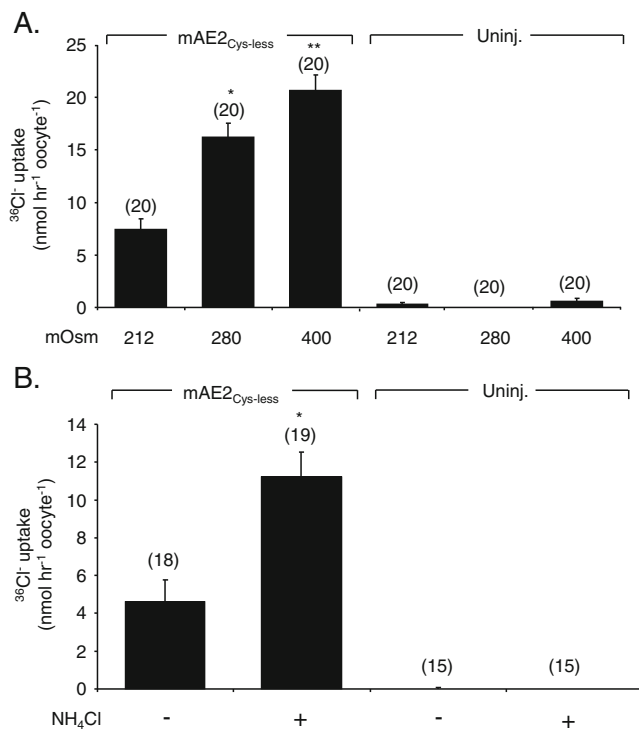 A.
mAE2Cys-less Uninj.
25
20
15
10
5
0
36Cl- uptake
(nmol hr-1 oocyte-1)
(20)
*
(20)
**
(20)
(20)
(20)
(20)
mOsm 212 280 400 212 280 400
B.
mAE2Cys-less Uninj.
14
12
10
8
6
4
2
0
36Cl- uptake
(nmol hr-1 oocyte-1)
(18)
*
(19)
(15)
(15)
NH4Cl - + - +